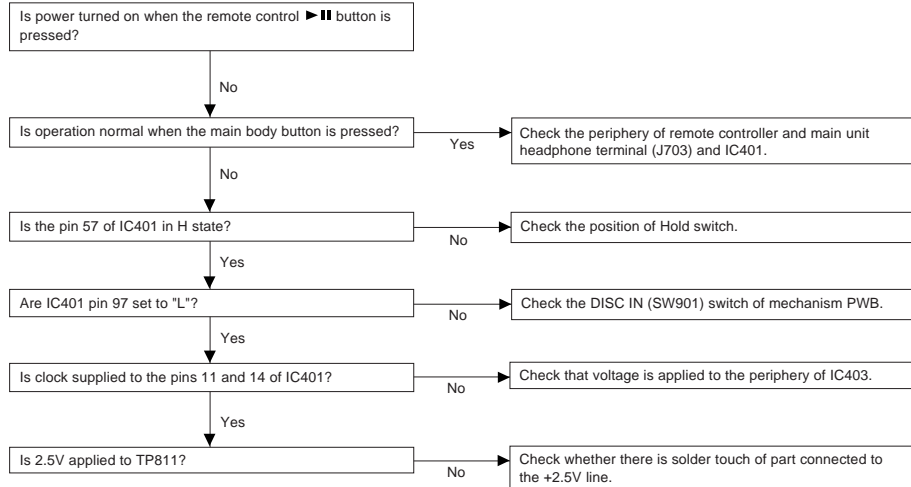 Is power turned on when the remote control ►II button is
pressed?
No
Is operation normal when the main body button is pressed?
Yes
Check the periphery of remote controller and main unit
headphone terminal (J703) and IC401.
No
Is the pin 57 of IC401 in H state?
No
Check the position of Hold switch.
Yes
Are IC401 pin 97 set to "L"?
No
Check the DISC IN (SW901) switch of mechanism PWB.
Yes
Is clock supplied to the pins 11 and 14 of IC401?
No
Check that voltage is applied to the periphery of IC403.
Yes
Is 2.5V applied to TP811?
No
Check whether there is solder touch of part connected to
the +2.5V line.